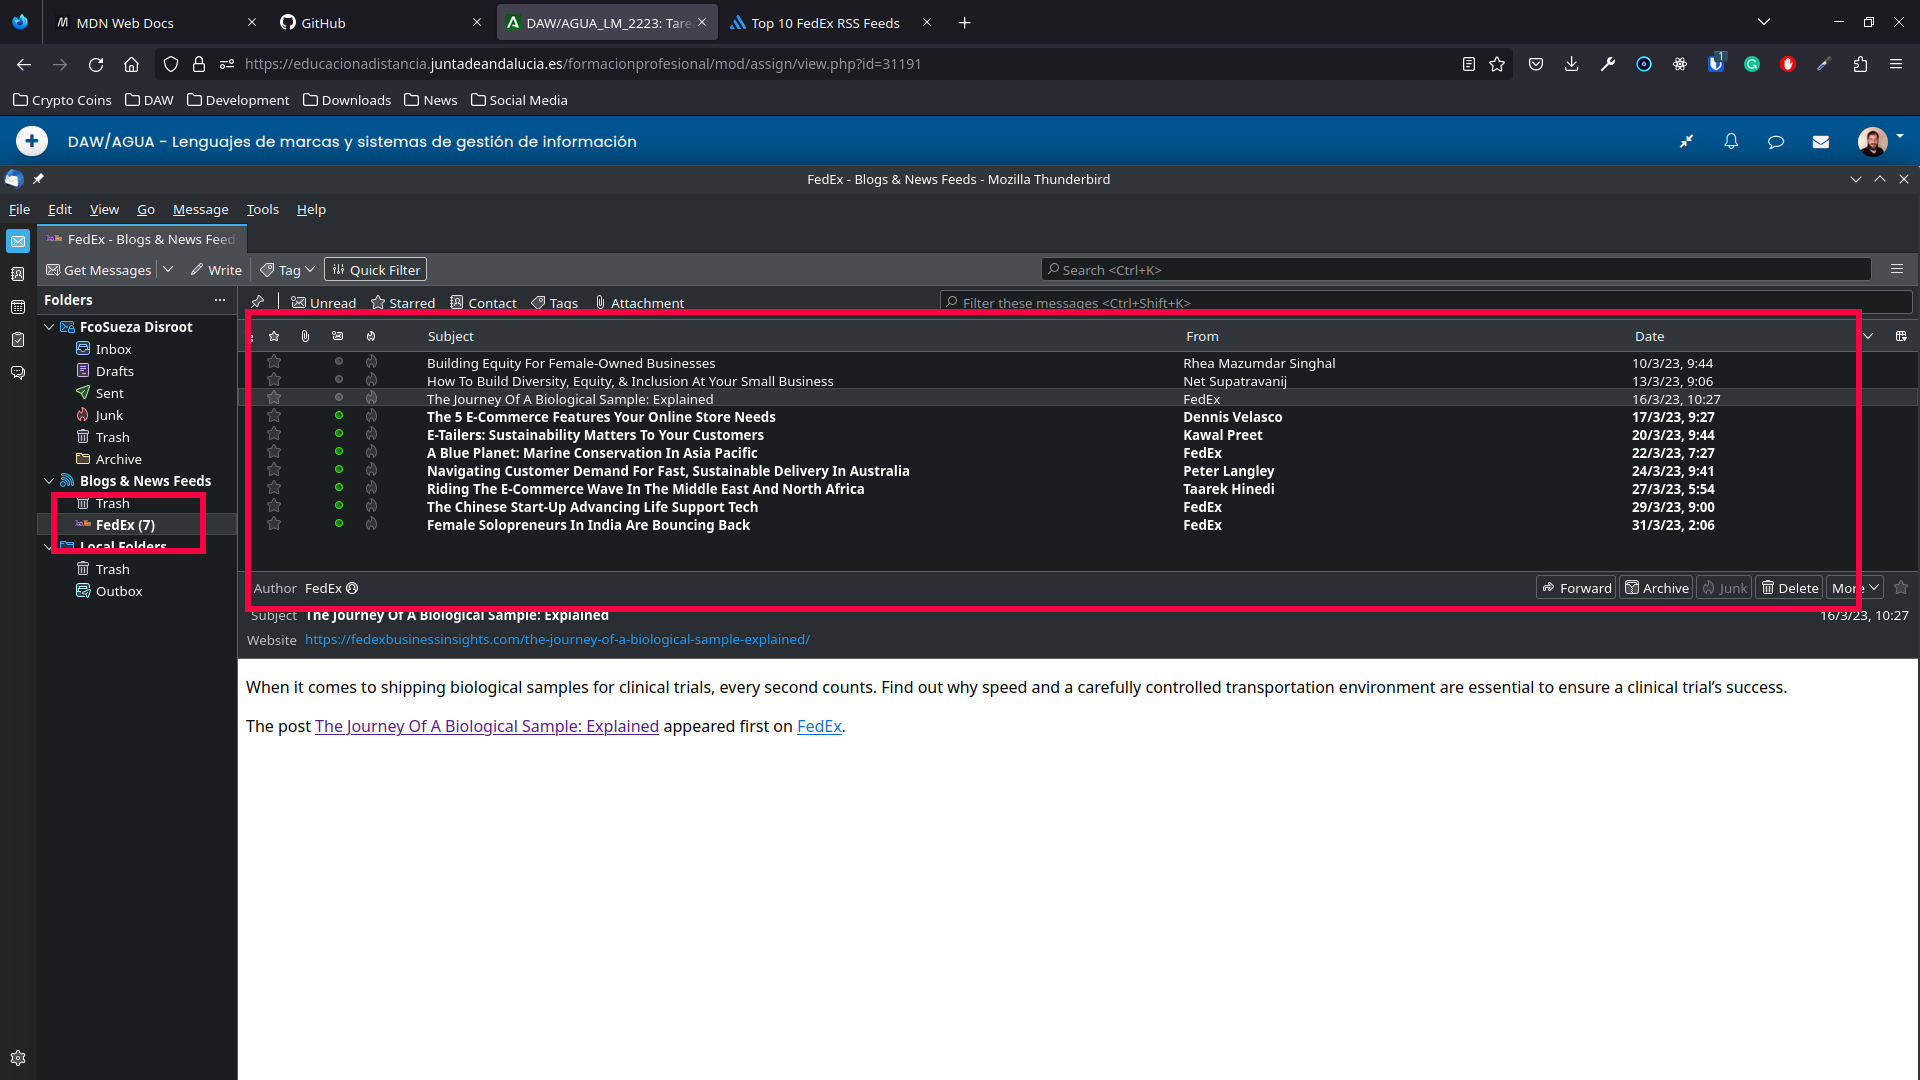 MDN Web Docs
GitHub
DAW/AGUA_LM_2223: Tare
Top 10 FedEx RSS Feeds
https://educacionadistancia.juntadeandalucia.es/formacionprofesional/mod/assign/view.php?id=31191
Crypto Coins DAW Development Downloads News Social Media
DAW/AGUA - Lenguajes de marcas y sistemas de gestión de información
FedEx - Blogs & News Feeds - Mozilla Thunderbird
File Edit View Go Message Tools Help
FedEx - Blogs & News Feed
Get Messages Write Tag Quick Filter Search <Ctrl+K>
Folders
FcoSueza Disroot
Inbox
Drafts
Sent
Junk
Trash
Archive
Blogs & News Feeds
Trash
FedEx (7)
Local Folders
Trash
Outbox
Unread Starred Contact Tags Attachment Filter these messages <Ctrl+Shift+K>
Subject From Date
Building Equity For Female-Owned Businesses Rhea Mazumdar Singhal 10/3/23, 9:44
How To Build Diversity, Equity, & Inclusion At Your Small Business Net Supatravanij 13/3/23, 9:06
The Journey Of A Biological Sample: Explained FedEx 16/3/23, 10:27
The 5 E-Commerce Features Your Online Store Needs Dennis Velasco 17/3/23, 9:27
E-Tailers: Sustainability Matters To Your Customers Kawal Preet 20/3/23, 9:44
A Blue Planet: Marine Conservation In Asia Pacific FedEx 22/3/23, 7:27
Navigating Customer Demand For Fast, Sustainable Delivery In Australia Peter Langley 24/3/23, 9:41
Riding The E-Commerce Wave In The Middle East And North Africa Taarek Hinedi 27/3/23, 5:54
The Chinese Start-Up Advancing Life Support Tech FedEx 29/3/23, 9:00
Female Solopreneurs In India Are Bouncing Back FedEx 31/3/23, 2:06
Author FedEx Forward Archive Junk Delete More
Subject The Journey Of A Biological Sample: Explained 16/3/23, 10:27
Website https://fedexbusinessinsights.com/the-journey-of-a-biological-sample-explained/
When it comes to shipping biological samples for clinical trials, every second counts. Find out why speed and a carefully controlled transportation environment are essential to ensure a clinical trial’s success.
The post The Journey Of A Biological Sample: Explained appeared first on FedEx.